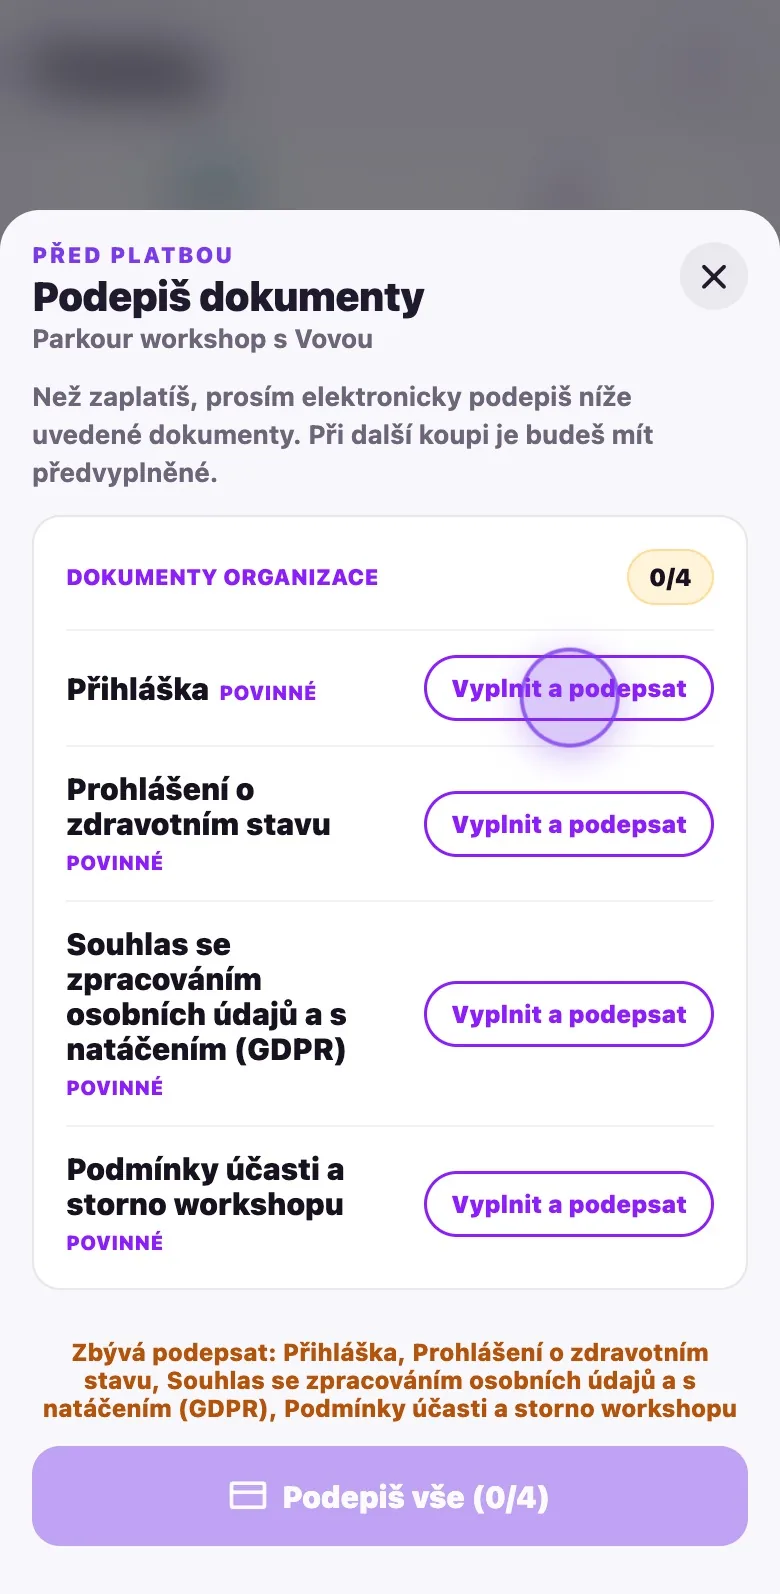 PŘED PLATBOU
Podepiš dokumenty
Parkour workshop s Vovou
Než zaplatíš, prosím elektronicky podepiš níže
uvedené dokumenty. Při další koupi je budeš mít
předvyplněné.
DOKUMENTY ORGANIZACE
0/4
Přihláška POVINNÉ
Vyplnit a podepsat
Prohlášení o
zdravotním stavu
POVINNÉ
Vyplnit a podepsat
Souhlas se
zpracováním
osobních údajů a s
natáčením (GDPR)
POVINNÉ
Vyplnit a podepsat
Podmínky účasti a
storno workshopu
POVINNÉ
Vyplnit a podepsat
Zbývá podepsat: Přihláška, Prohlášení o zdravotním
stavu, Souhlas se zpracováním osobních údajů a s
natáčením (GDPR), Podmínky účasti a storno workshopu
Podepiš vše (0/4)